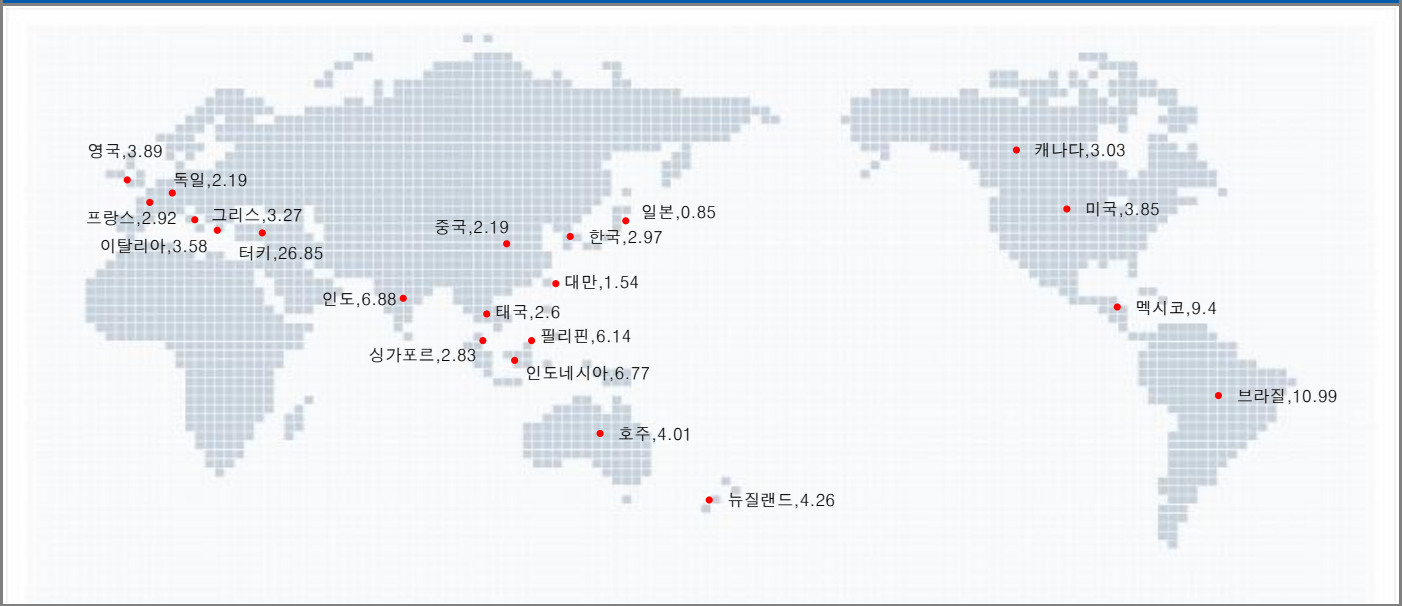 영국,3.89
캐나다,3.03
독일,2.19
미국,3.85
일본,0.85
그리스,3.27
프랑스,2.92
중국,2.19
한국,2.97
이탈리아,3.58
터키,26.85
대만,1.54
인도,6.88
멕시코,9.4
태국,2.6
필리핀,6.14
싱가포르,2.83
인도네시아,6.77
브라질,10.99
호주,4.01
뉴질랜드,4.26